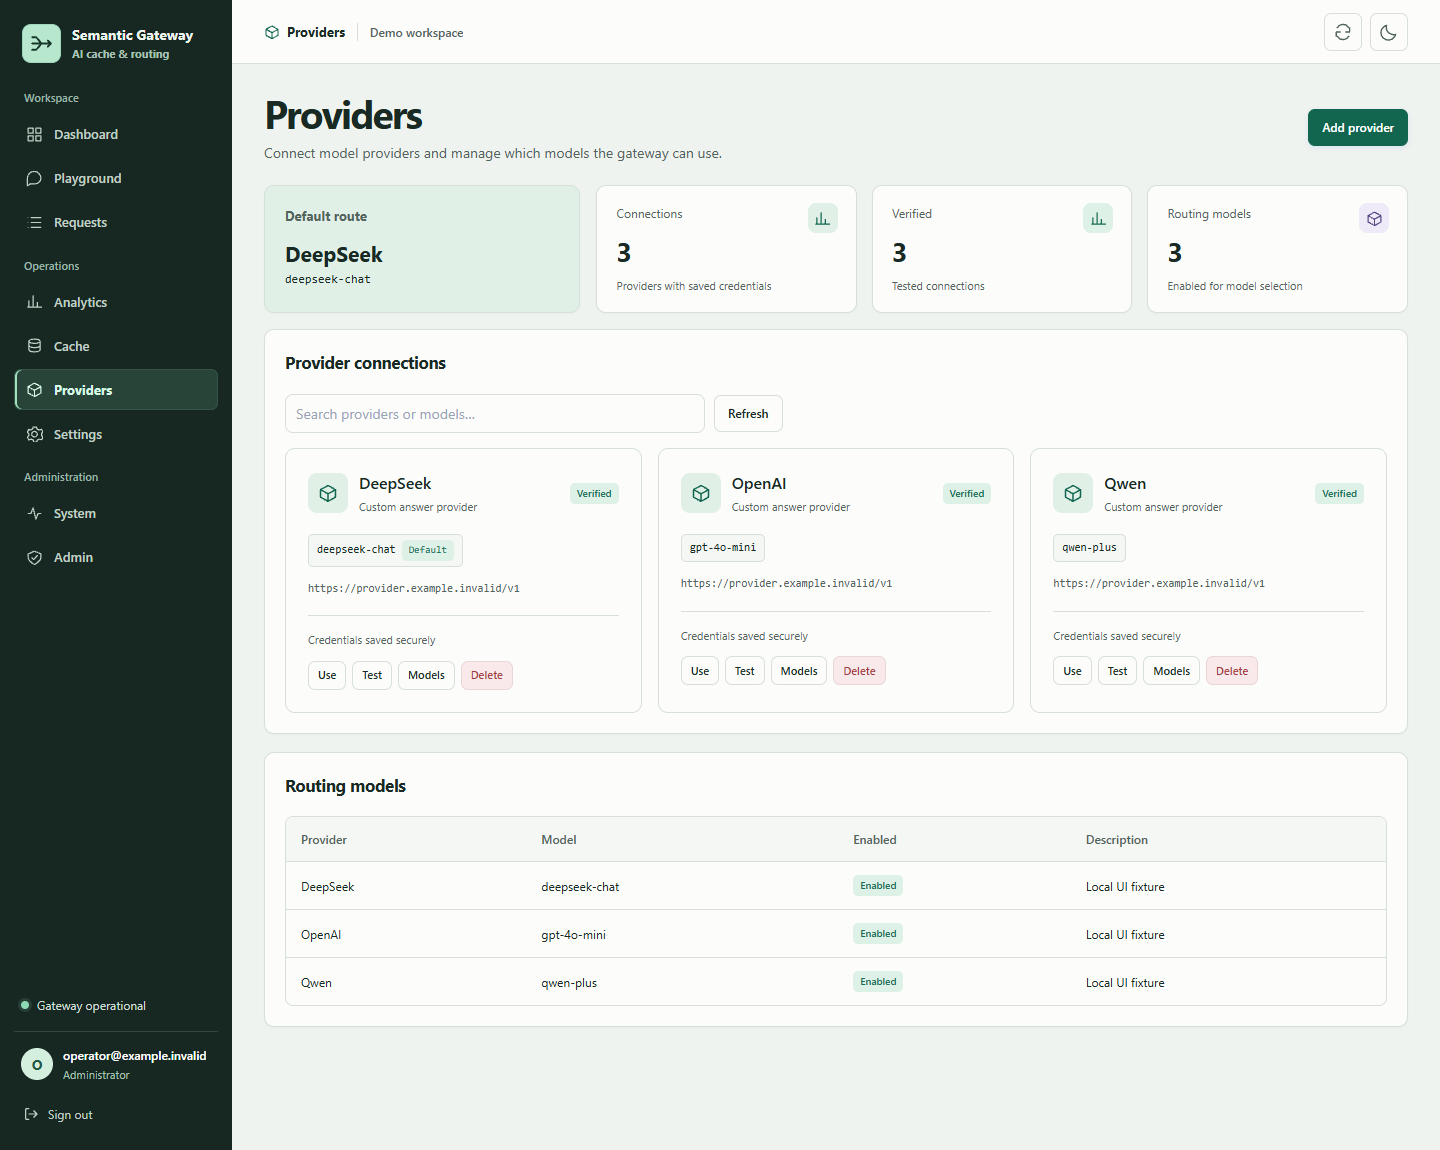 Semantic Gateway
AI cache & routing
Workspace
Dashboard
Playground
Requests
Operations
Analytics
Cache
Providers
Settings
Administration
System
Admin
Gateway operational
O
operator@example.invalid
Administrator
Sign out
Providers
Demo workspace
Providers
Connect model providers and manage which models the gateway can use.
Add provider
Default route
DeepSeek
deepseek-chat
Connections
3
Providers with saved credentials
Verified
3
Tested connections
Routing models
3
Enabled for model selection
Provider connections
Search providers or models...
Refresh
DeepSeek
Custom answer provider
Verified
deepseek-chat Default
https://provider.example.invalid/v1
Credentials saved securely
Use Test Models Delete
OpenAI
Custom answer provider
Verified
gpt-4o-mini
https://provider.example.invalid/v1
Credentials saved securely
Use Test Models Delete
Qwen
Custom answer provider
Verified
qwen-plus
https://provider.example.invalid/v1
Credentials saved securely
Use Test Models Delete
Routing models
Provider Model Enabled Description
DeepSeek deepseek-chat Enabled Local UI fixture
OpenAI gpt-4o-mini Enabled Local UI fixture
Qwen qwen-plus Enabled Local UI fixture